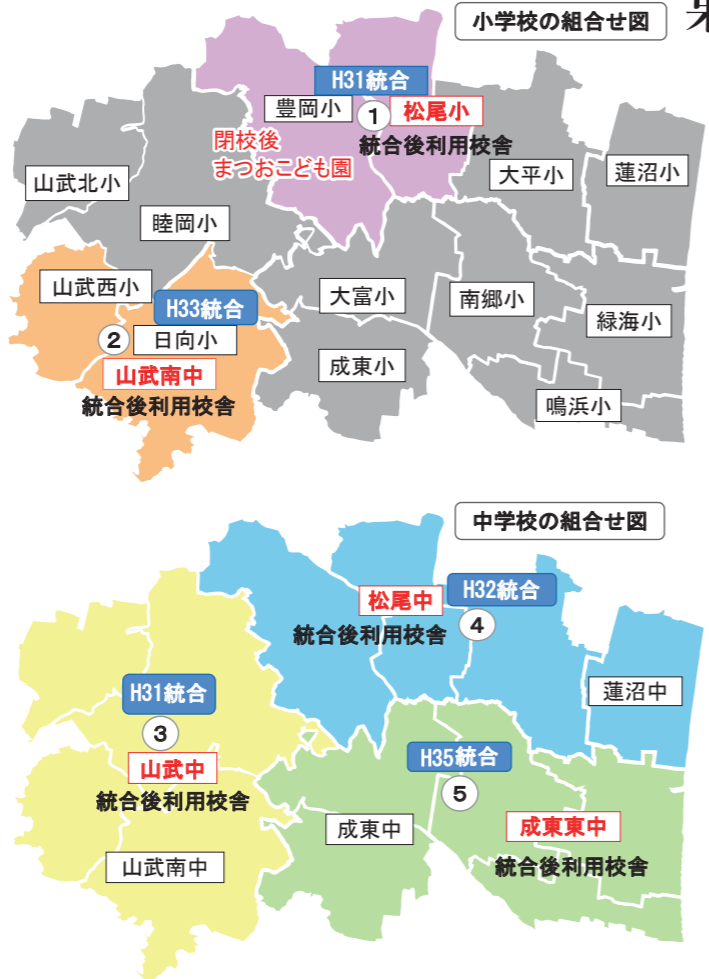 小学校の組合せ図
H31統合
豊岡小
①
松尾小
統合後利用校舎
閉校後
まつおこども園
山武北小
睦岡小
大平小
蓮沼小
山武西小
H33統合
②
日向小
山武南中
統合後利用校舎
大富小
成東小
南郷小
緑海小
鳴浜小
中学校の組合せ図
松尾中
H32統合
④
統合後利用校舎
蓮沼中
H31統合
③
山武中
統合後利用校舎
山武南中
H35統合
⑤
成東中
成東東中
統合後利用校舎